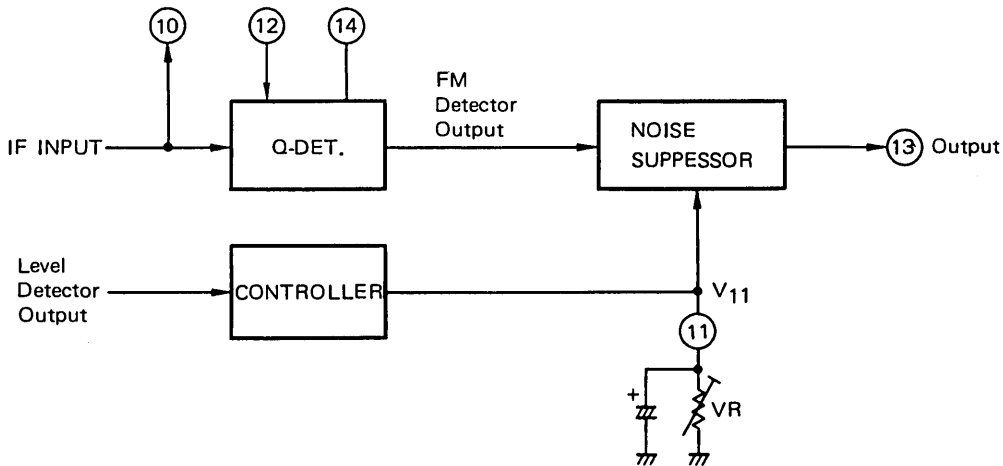 10
12
14
FM
Detector
Output
IF INPUT
Q-DET.
NOISE
SUPPESSOR
13
Output
Level
Detector
Output
CONTROLLER
V11
11
+
VR